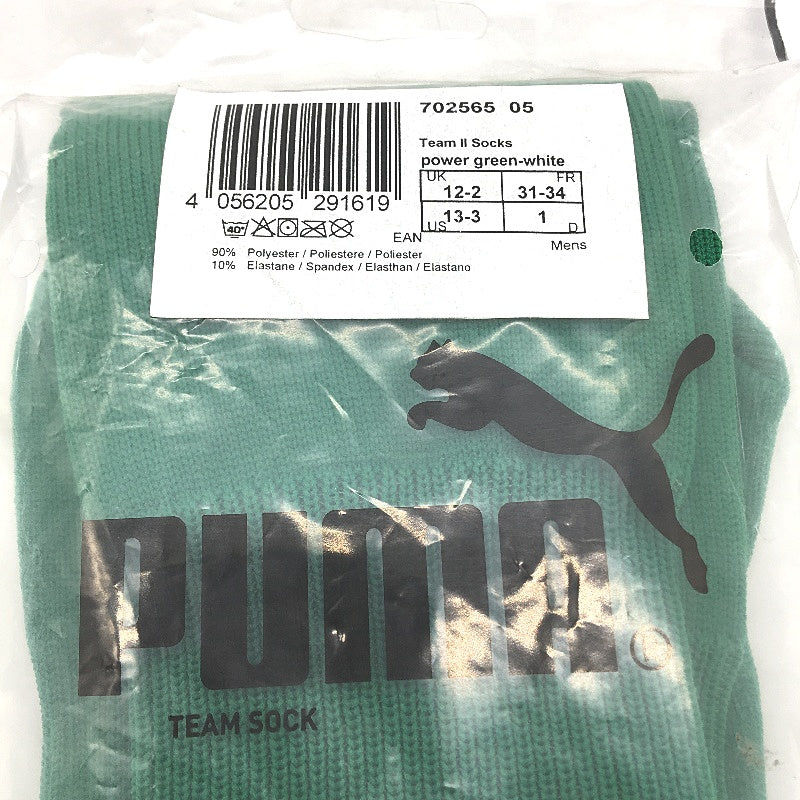 702565 05
Team II Socks
power green-white
UK FR
12-2 31-34
13-3 1
US D
Mens
4 056205 291619
40°
EAN
90% Polyester / Poliestere / Poliester
10% Elastane / Spandex / Elasthan / Elastano
PUMA®
TEAM SOCK